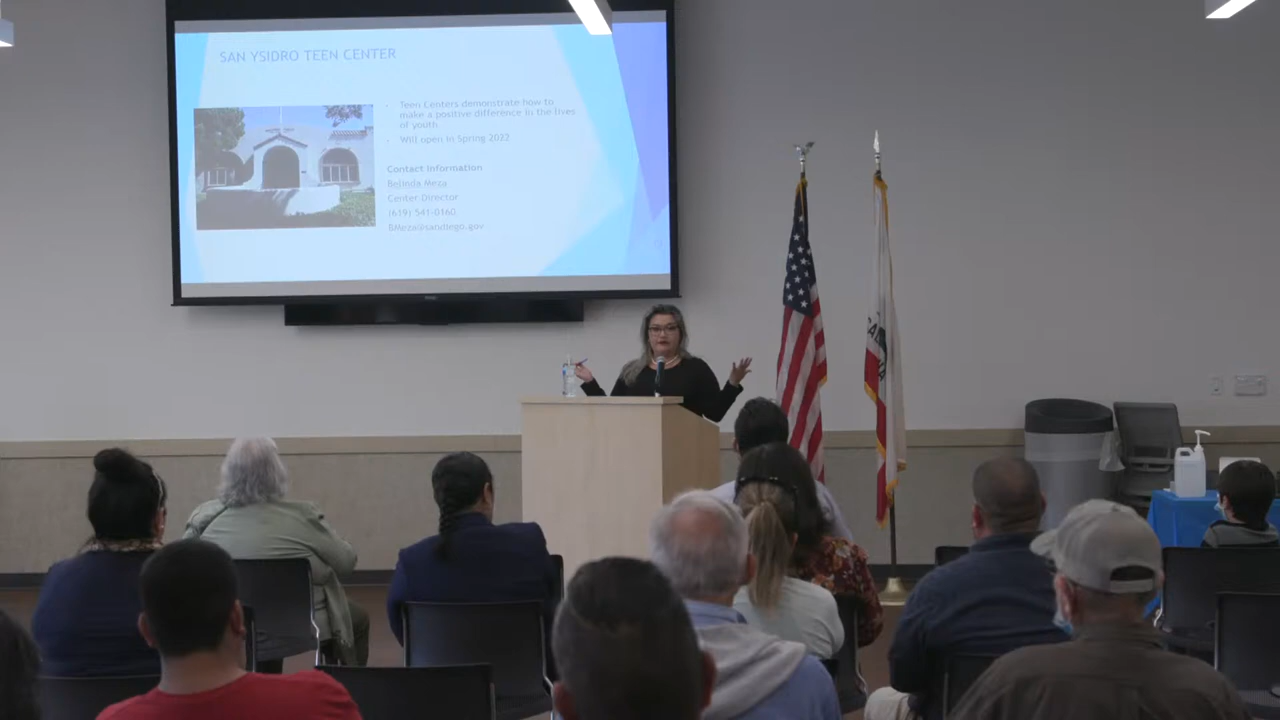 SAN YSIDRO TEEN CENTER
Teen Centers demonstrate how to
make a positive difference in the lives
of youth
Will open in Spring 2022
Contact Information
Belinda Meza
Center Director
(619) 541-0160
BMeza@sandiego.gov